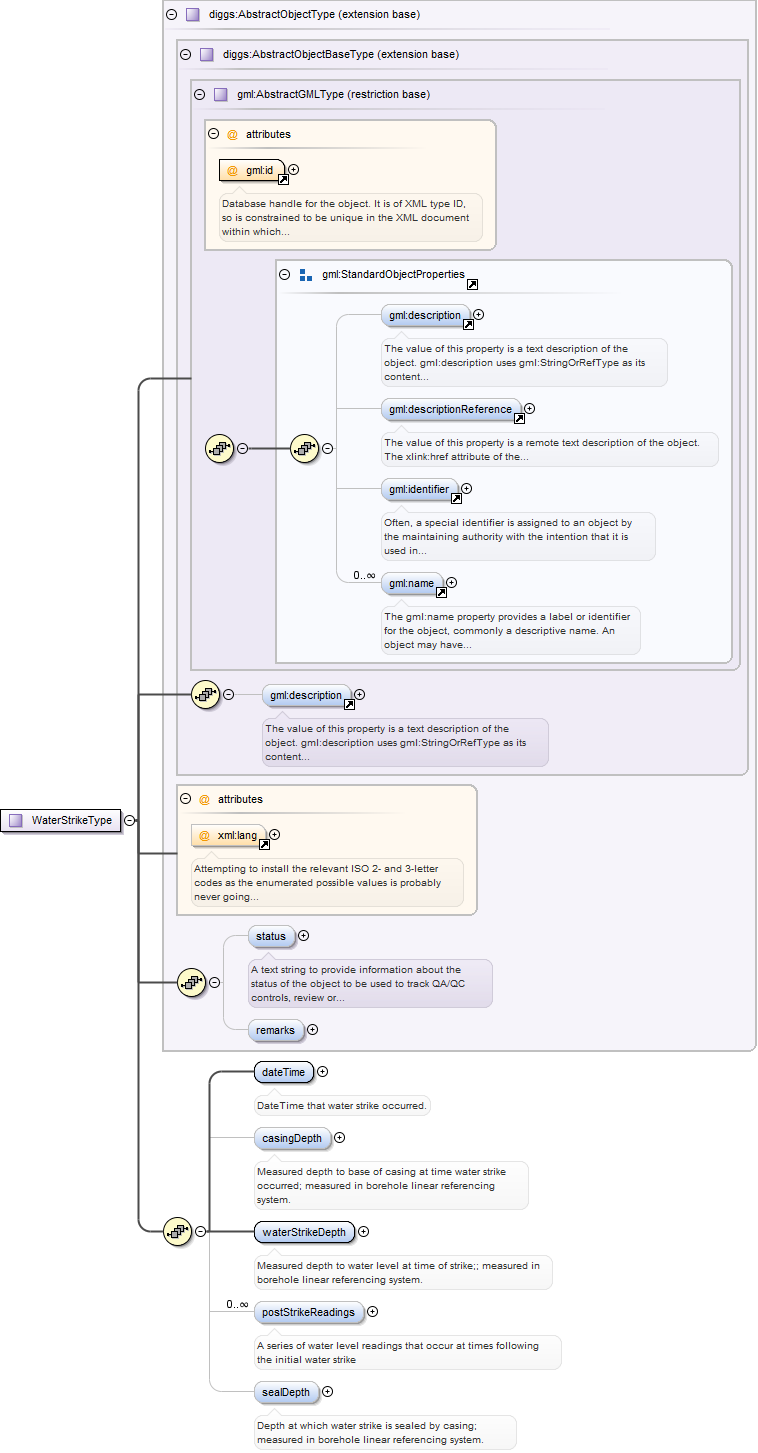 diggs:AbstractObjectType (extension base)
diggs:AbstractObjectBaseType (extension base)
gml:AbstractGMLType (restriction base)
@ attributes
@ gml:id
Database handle for the object. It is of XML type ID,
so is constrained to be unique in the XML document
within which...
gml:StandardObjectProperties
gml:description
The value of this property is a text description of the
object. gml:description uses gml:StringOrRefType as its
content...
gml:descriptionReference
The value of this property is a remote text description of the object.
The xlink:href attribute of the...
gml:identifier
Often, a special identifier is assigned to an object by
the maintaining authority with the intention that it is
used in...
0..∞
gml:name
The gml:name property provides a label or identifier
for the object, commonly a descriptive name. An
object may have...
gml:description
The value of this property is a text description of the
object. gml:description uses gml:StringOrRefType as its
content...
@ attributes
WaterStrikeType
@ xml:lang
Attempting to install the relevant ISO 2- and 3-letter
codes as the enumerated possible values is probably
never going...
status
A text string to provide information about the
status of the object to be used to track QA/QC
controls, review or...
remarks
dateTime
DateTime that water strike occurred.
casingDepth
Measured depth to base of casing at time water strike
occurred; measured in borehole linear referencing
system.
waterStrikeDepth
Measured depth to water level at time of strike;; measured in
borehole linear referencing system.
0..∞
postStrikeReadings
A series of water level readings that occur at times following
the initial water strike
sealDepth
Depth at which water strike is sealed by casing;
measured in borehole linear referencing system.